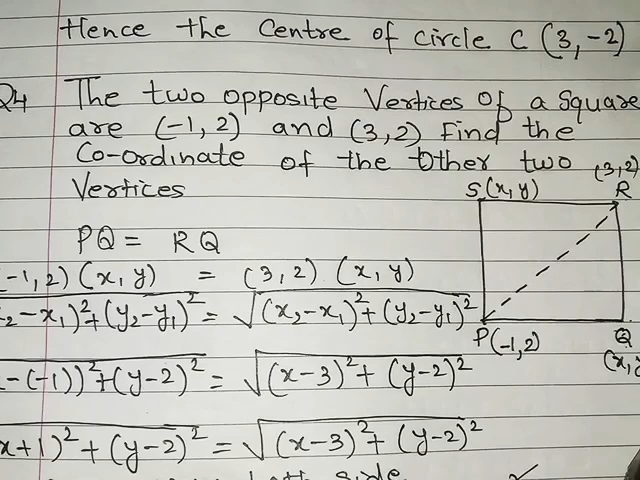 Hence the Centre of circle C (3,-2)
Q4 The two opposite Vertices Of a Square
are (-1,2) and (3,2) Find the
Co-ordinate of the Other two
Vertices
(3,2)
S(x,y) R
PQ = RQ
(-1,2) (x,y) = (3,2) (x,y)
2-x₁)²+(y₂-y₁)² = √(x₂-x₁)²+(y₂-y₁)²
P(-1,2) Q
(x,y
-(-1))²+(y-2)² = √(x-3)²+(y-2)²
x+1)²+(y-2)² = √(x-3)²+(y-2)²
side